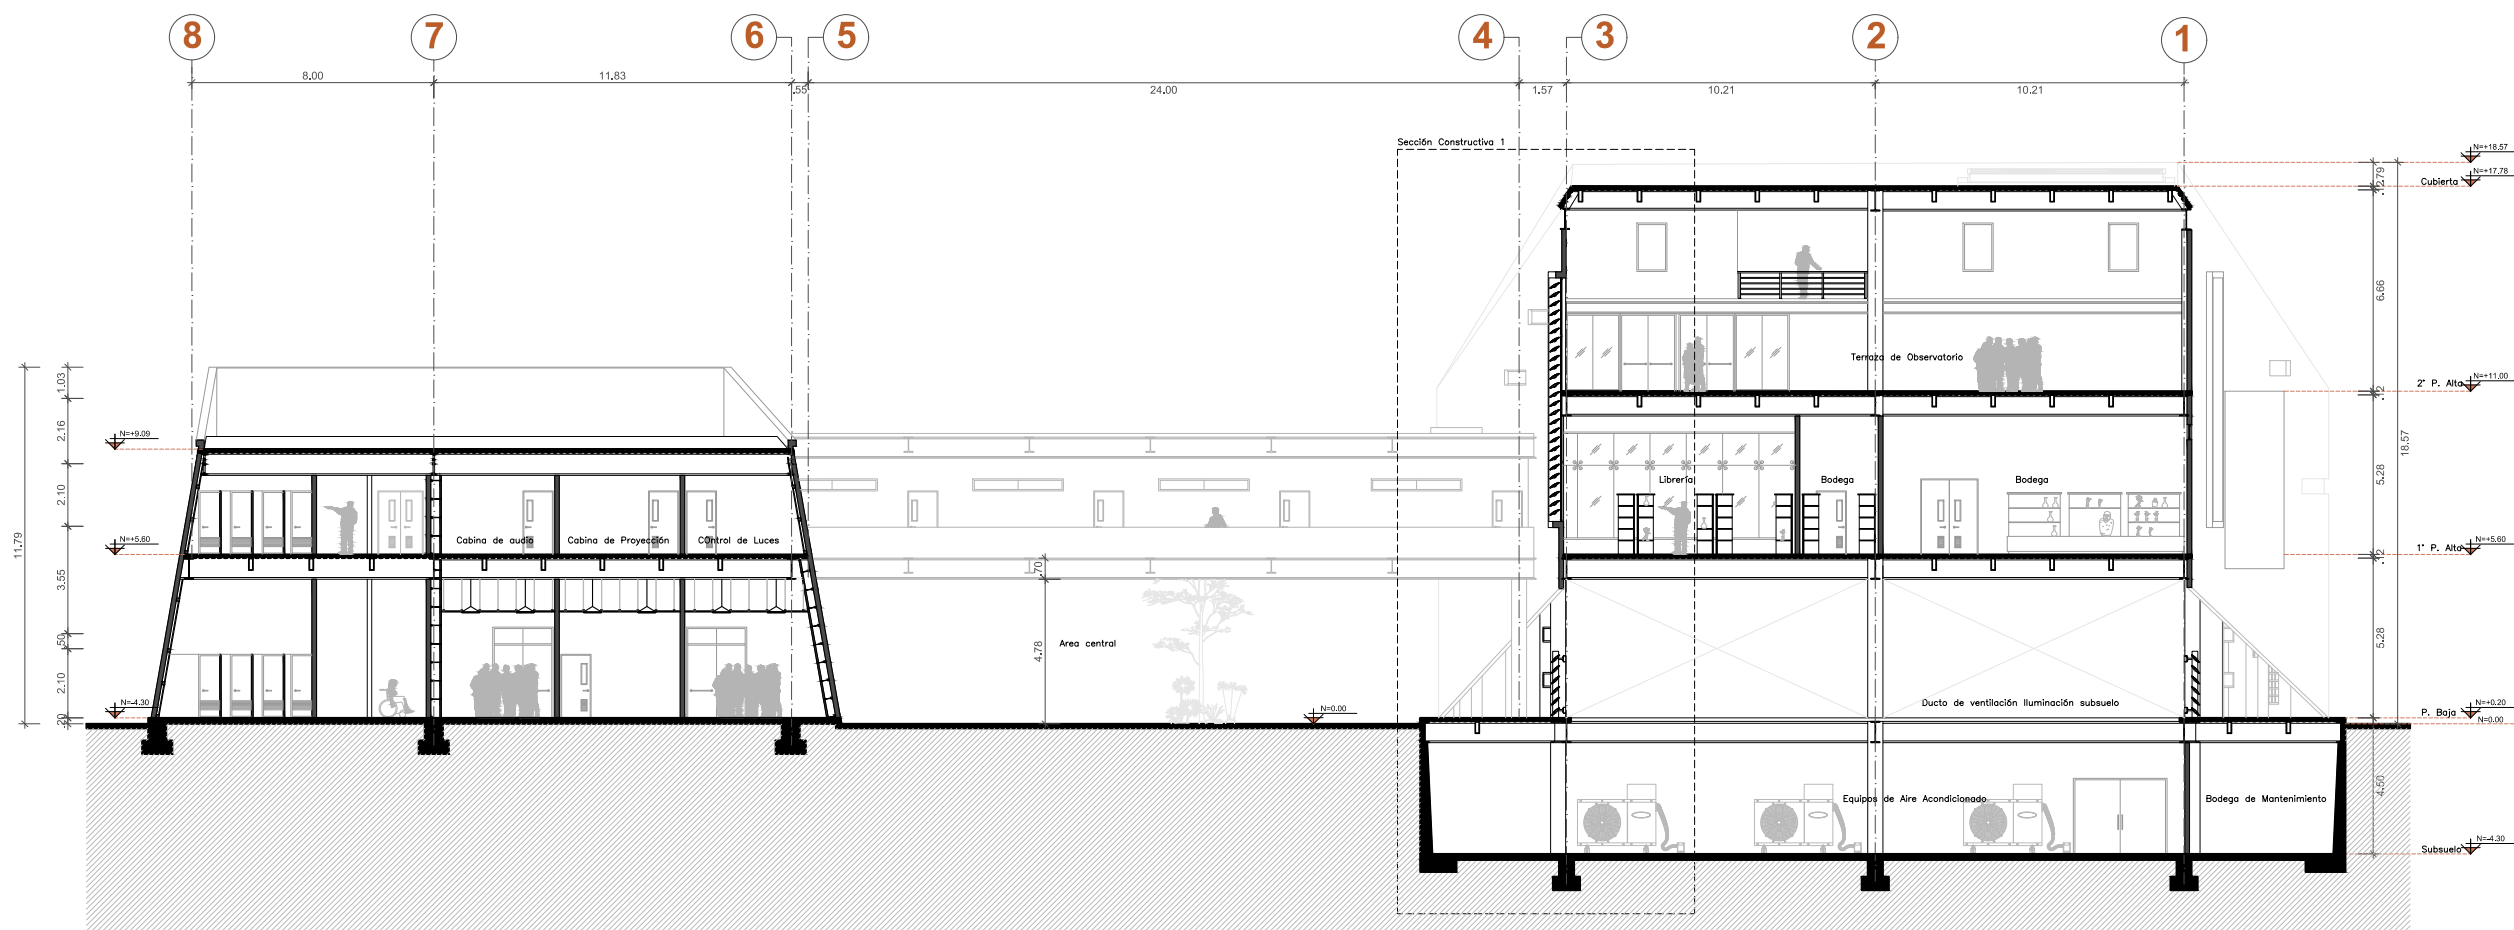 8
7
6
5
4
3
2
1
8.00
11.83
.55
24.00
1.57
10.21
10.21
Sección Constructiva 1
N=+18.57
.79
Cubierta
N=+17.78
.12
6.66
Terraza de Observatorio
2° P. Alta
N=+11.00
.12
18.57
1.03
2.16
N=+9.09
2.10
11.79
5.28
Librería
Bodega
Bodega
N=+5.60
Cabina de audio
Cabina de Proyección
COntrol de Luces
1° P. Alta
N=+5.60
.12
3.55
.70
.50
4.78
Area central
5.28
2.10
N=-4.30
.20
N=0.00
Ducto de ventilación Iluminación subsuelo
P. Baja
N=+0.20
N=0.00
4.50
Equipos de Aire Acondicionado
Bodega de Mantenimiento
Subsuelo
N=-4.30